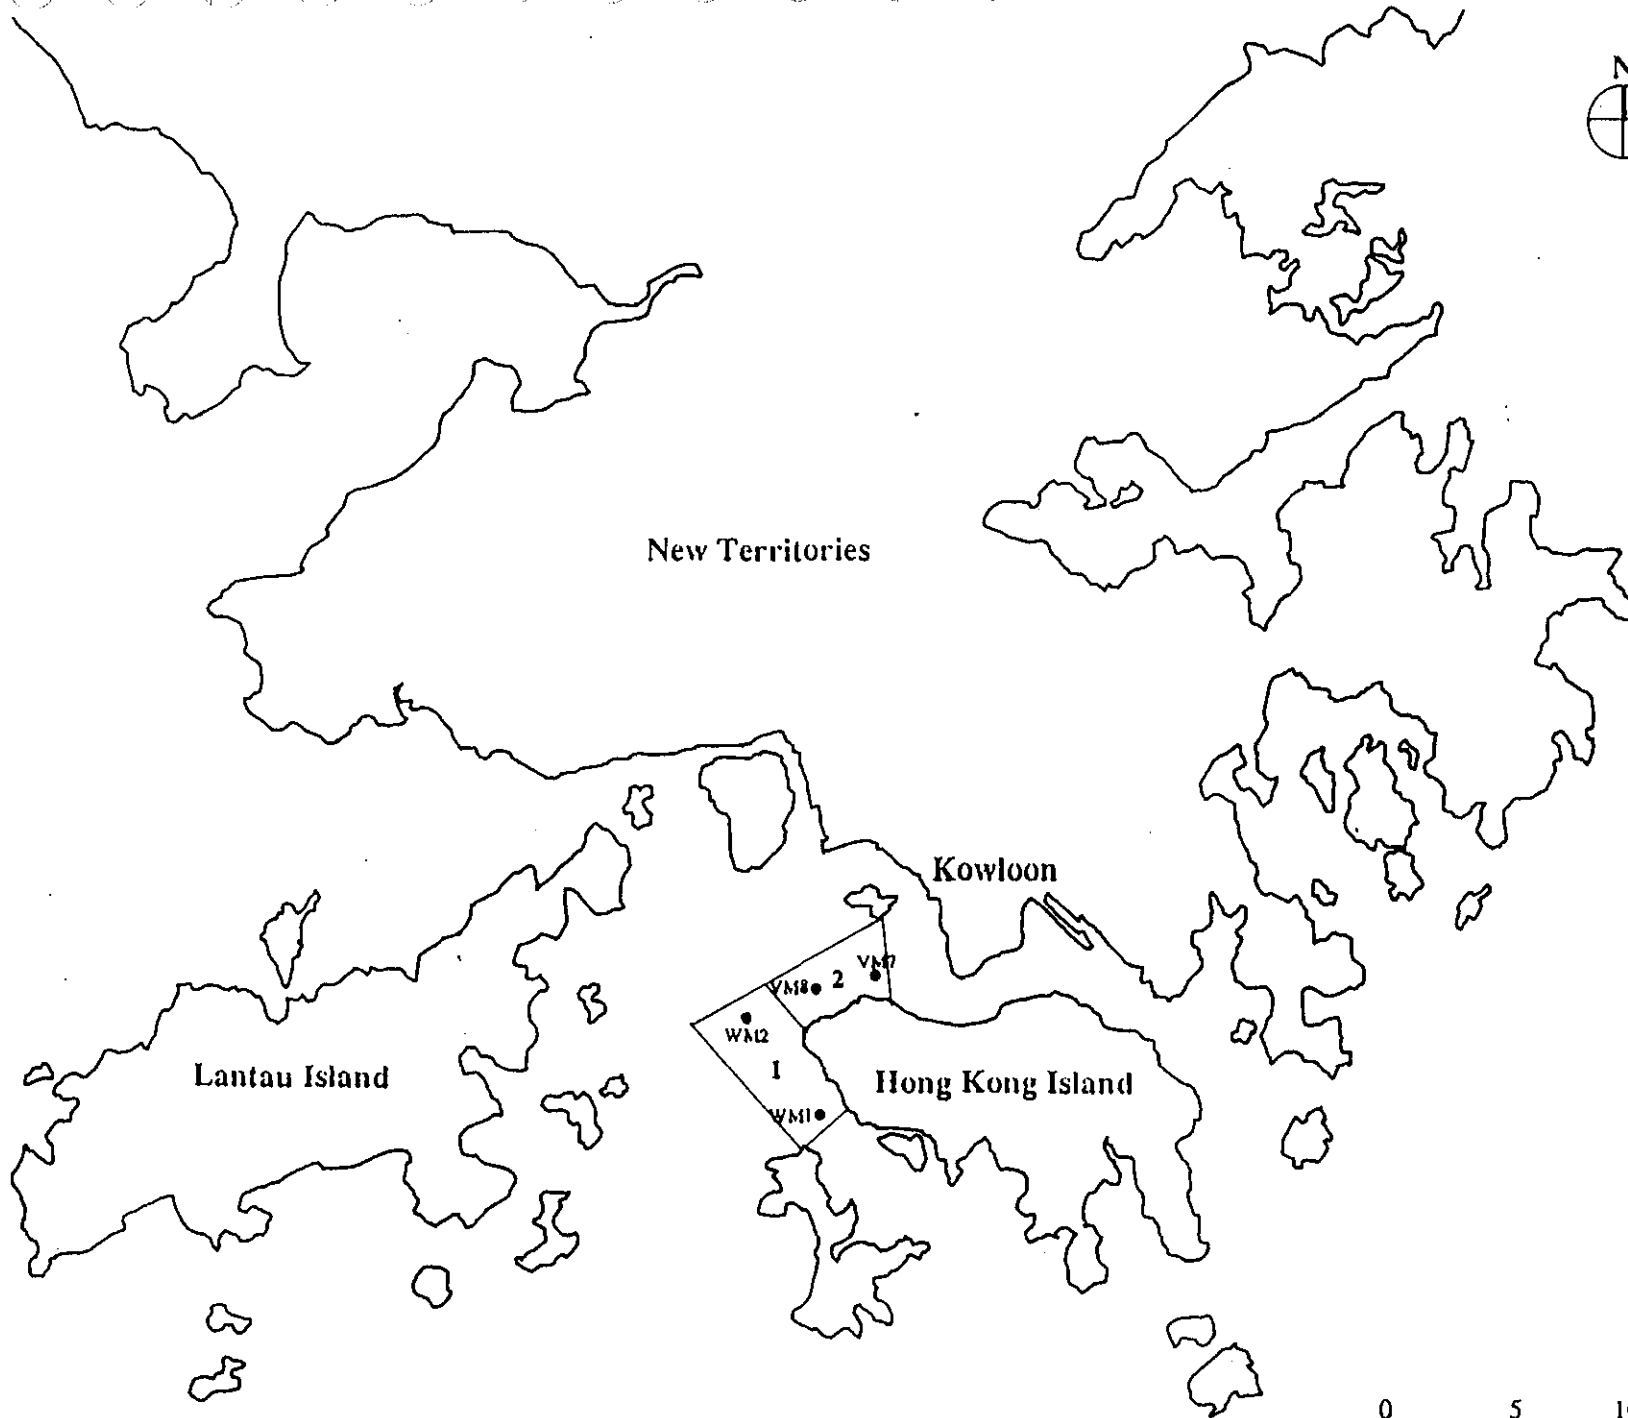 N
New Territories
Kowloon
VM7
VM8
2
WM2
1
Lantau Island
Hong Kong Island
WM1
0 5